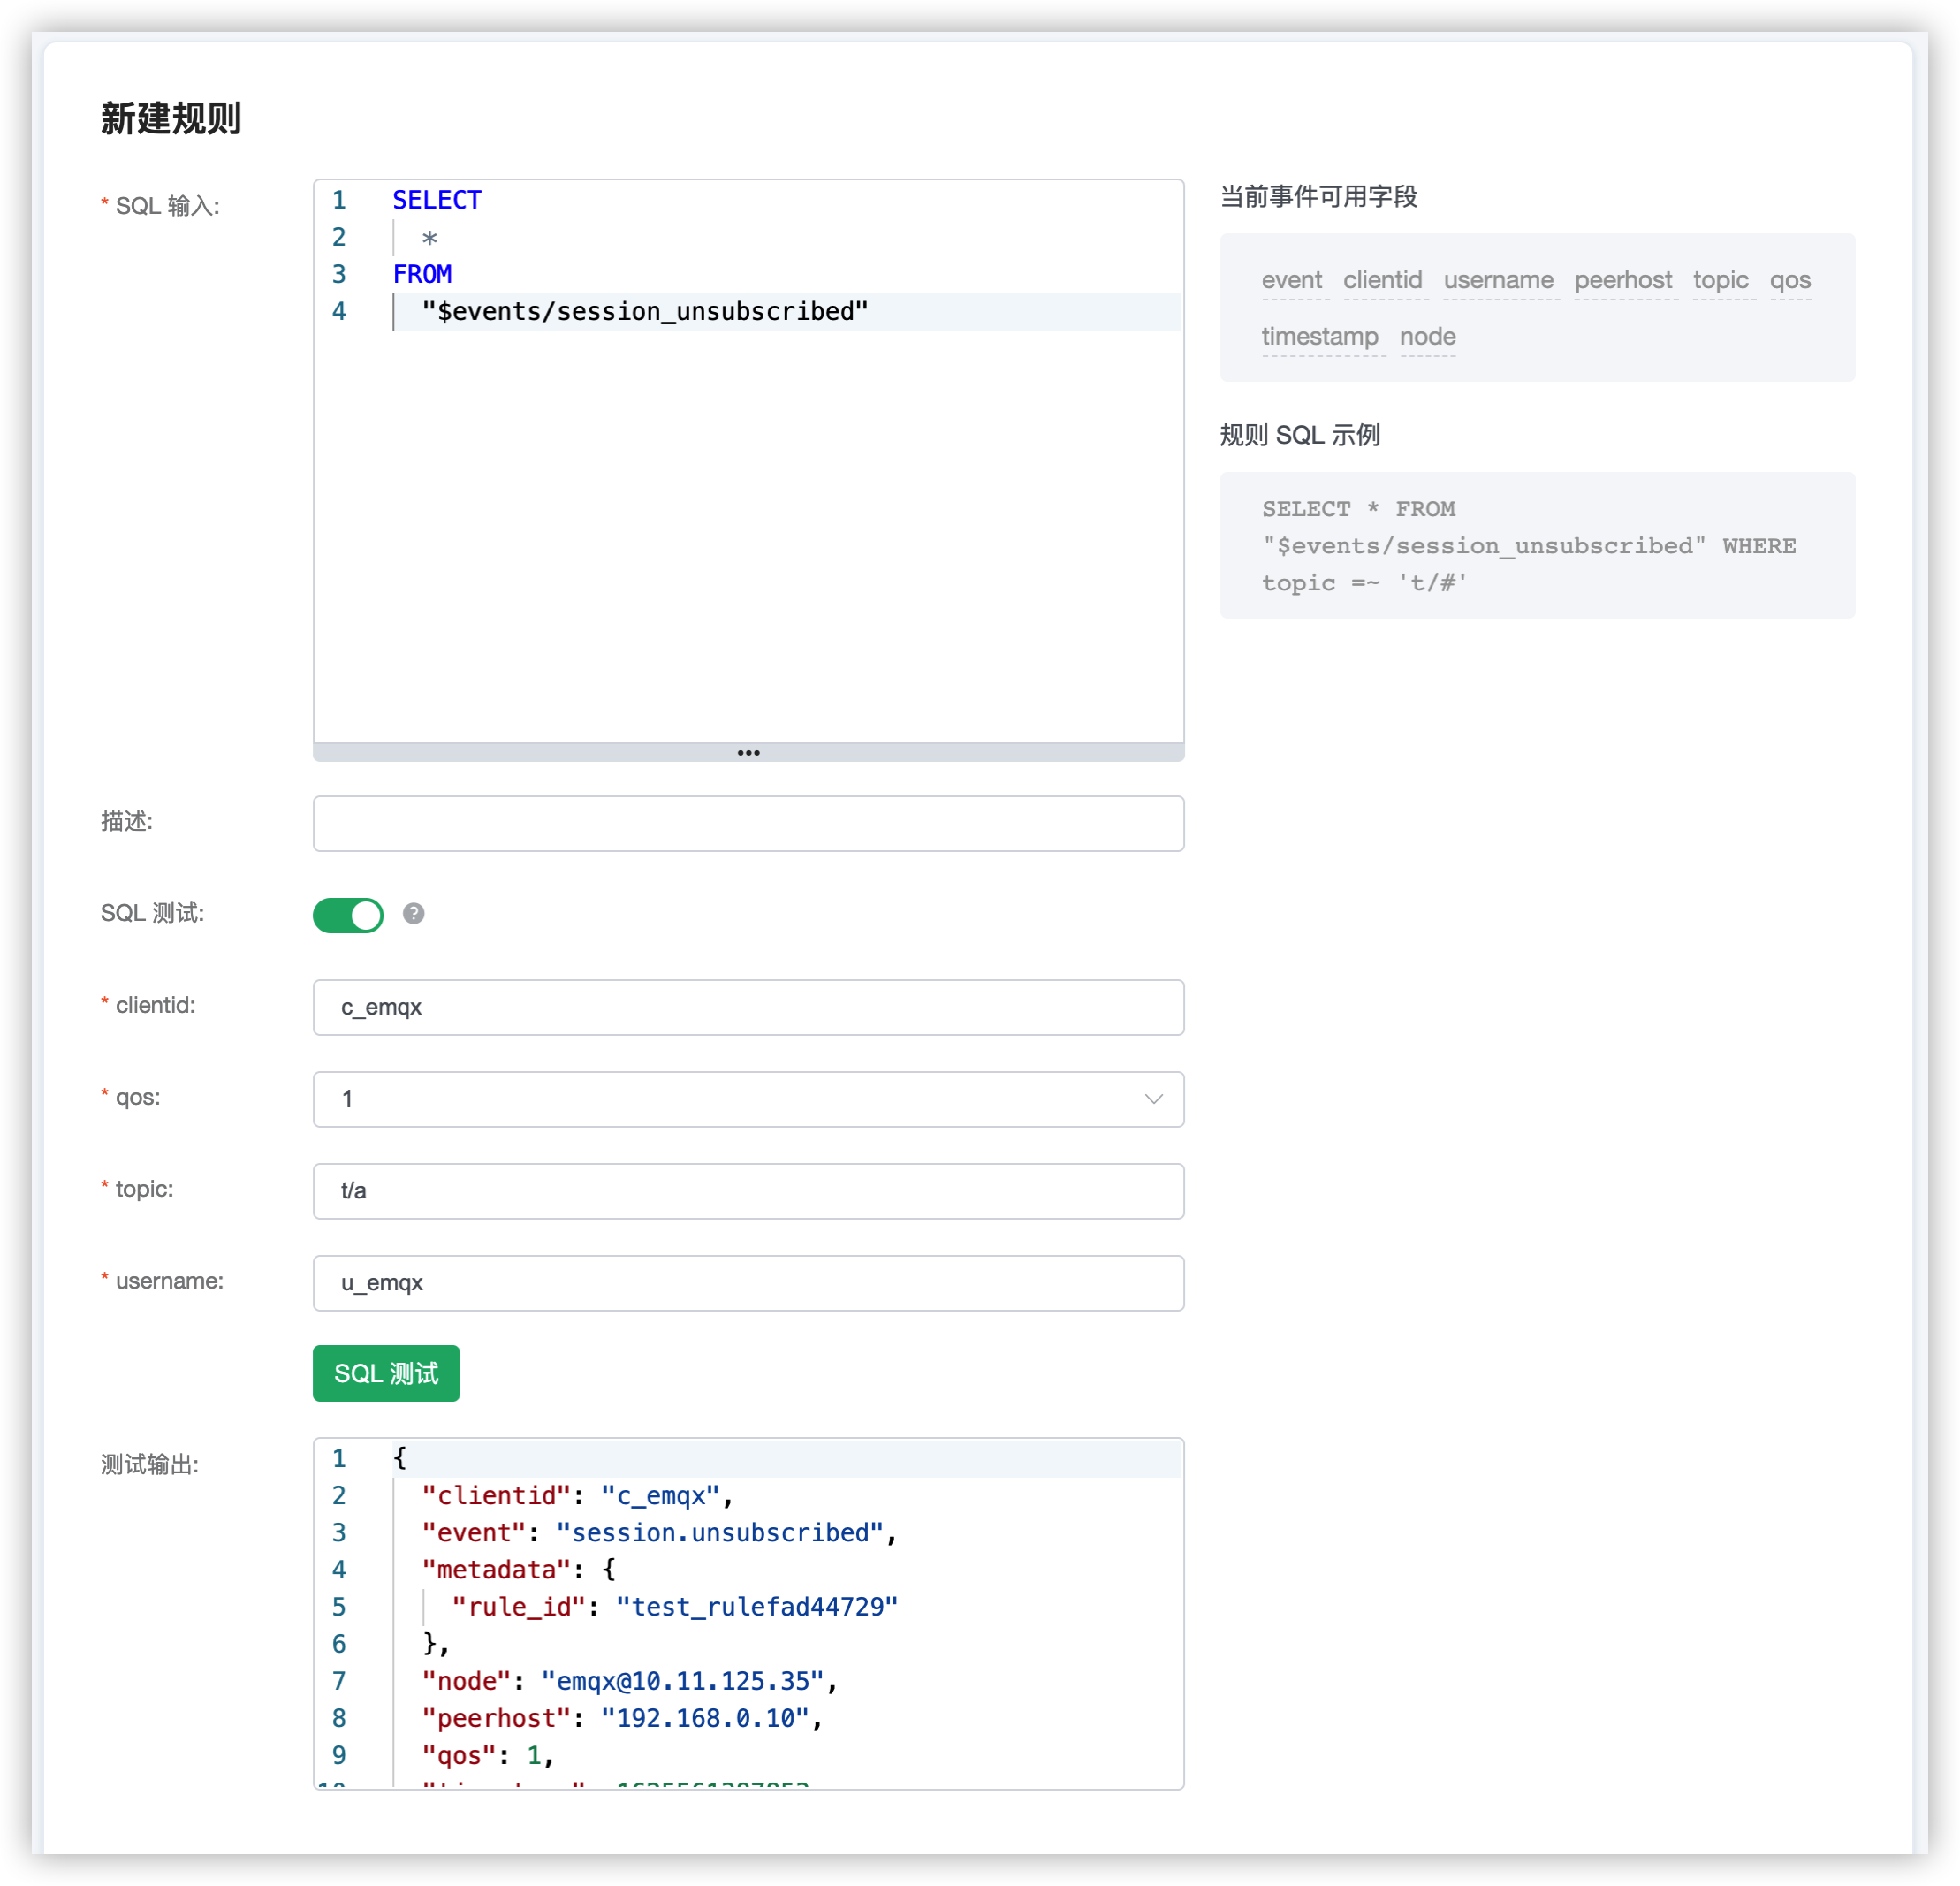 新建规则
* SQL 输入:
1 SELECT
2 *
3 FROM
4 "$events/session_unsubscribed"
当前事件可用字段
event clientid username peerhost topic qos
timestamp node
规则 SQL 示例
SELECT * FROM
"$events/session_unsubscribed" WHERE
topic =~ 't/#'
描述:
SQL 测试:
?
* clientid:
c_emqx
* qos:
1
* topic:
t/a
* username:
u_emqx
SQL 测试
测试输出:
1 {
2 "clientid": "c_emqx",
3 "event": "session.unsubscribed",
4 "metadata": {
5 "rule_id": "test_rulefad44729"
6 },
7 "node": "emqx@10.11.125.35",
8 "peerhost": "192.168.0.10",
9 "qos": 1,